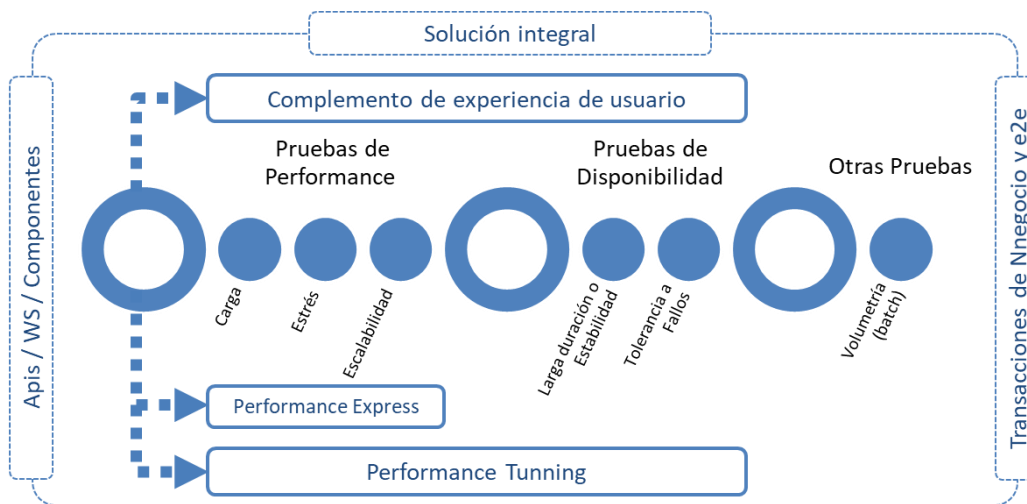 Solución integral
Apis / WS / Componentes
Complemento de experiencia de usuario
Pruebas de
Performance
Pruebas de
Disponibilidad
Otras Pruebas
Carga
Estrés
Escalabilidad
Larga duración o
Estabilidad
Tolerancia a
Fallos
Volumetría
(batch)
Performance Express
Performance Tunning
Transacciones de Nnegocio y e2e